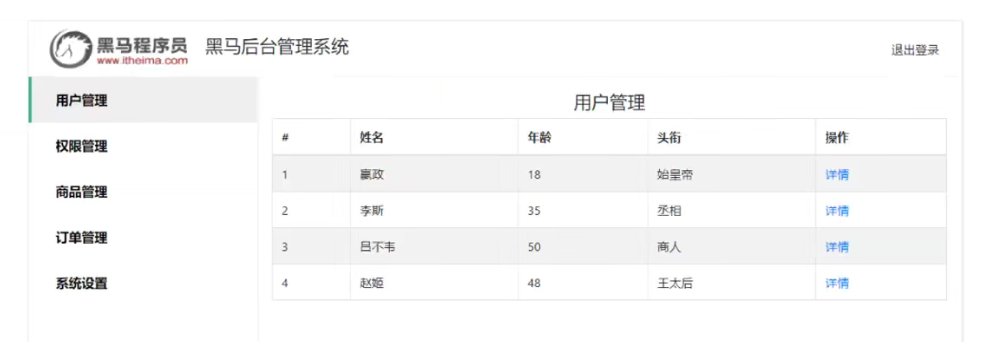 黑马程序员 黑马后台管理系统
www.itheima.com
退出登录
用户管理
权限管理
商品管理
订单管理
系统设置
用户管理
# 姓名 年龄 头衔 操作
1 嬴政 18 始皇帝 详情
2 李斯 35 丞相 详情
3 吕不韦 50 商人 详情
4 赵姬 48 王太后 详情